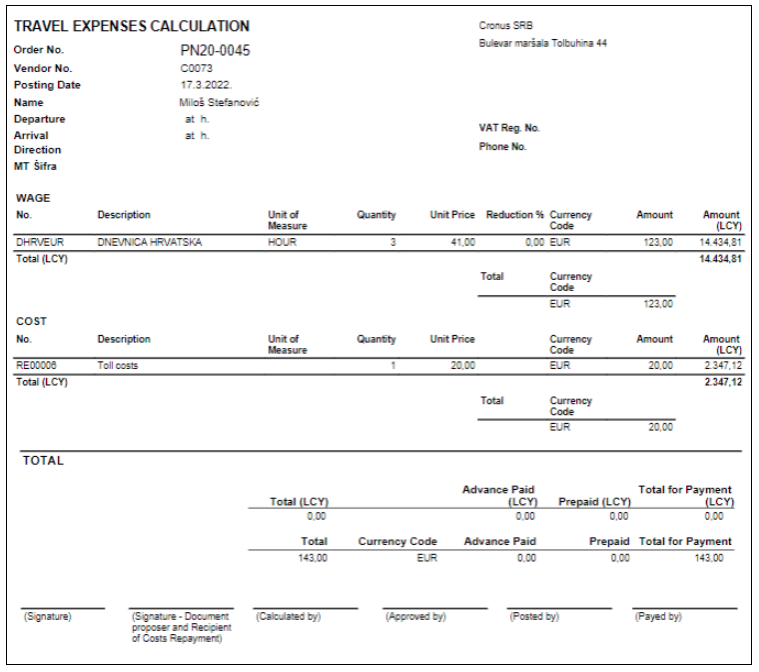 TRAVEL EXPENSES CALCULATION
Cronus SRB
Bulevar maršala Tolbuhina 44
Order No. PN20-0045
Vendor No. C0073
Posting Date 17.3.2022.
Name Miloš Stefanović
Departure at h.
Arrival at h.
Direction
MT Šifra
VAT Reg. No.
Phone No.
WAGE
No. Description Unit of Measure Quantity Unit Price Reduction % Currency Code Amount Amount (LCY)
DHRVEUR DNEVNICA HRVATSKA HOUR 3 41,00 0,00 EUR 123,00 14.434,81
Total (LCY) 14.434,81
Total Currency Code
EUR 123,00
COST
No. Description Unit of Measure Quantity Unit Price Currency Code Amount Amount (LCY)
RE00006 Toll costs 1 20,00 EUR 20,00 2.347,12
Total (LCY) 2.347,12
Total Currency Code
EUR 20,00
TOTAL
Total (LCY) Advance Paid (LCY) Prepaid (LCY) Total for Payment (LCY)
0,00 0,00 0,00 0,00
Total Currency Code Advance Paid Prepaid Total for Payment
143,00 EUR 0,00 0,00 143,00
(Signature) (Signature - Document proposer and Recipient of Costs Repayment) (Calculated by) (Approved by) (Posted by) (Payed by)